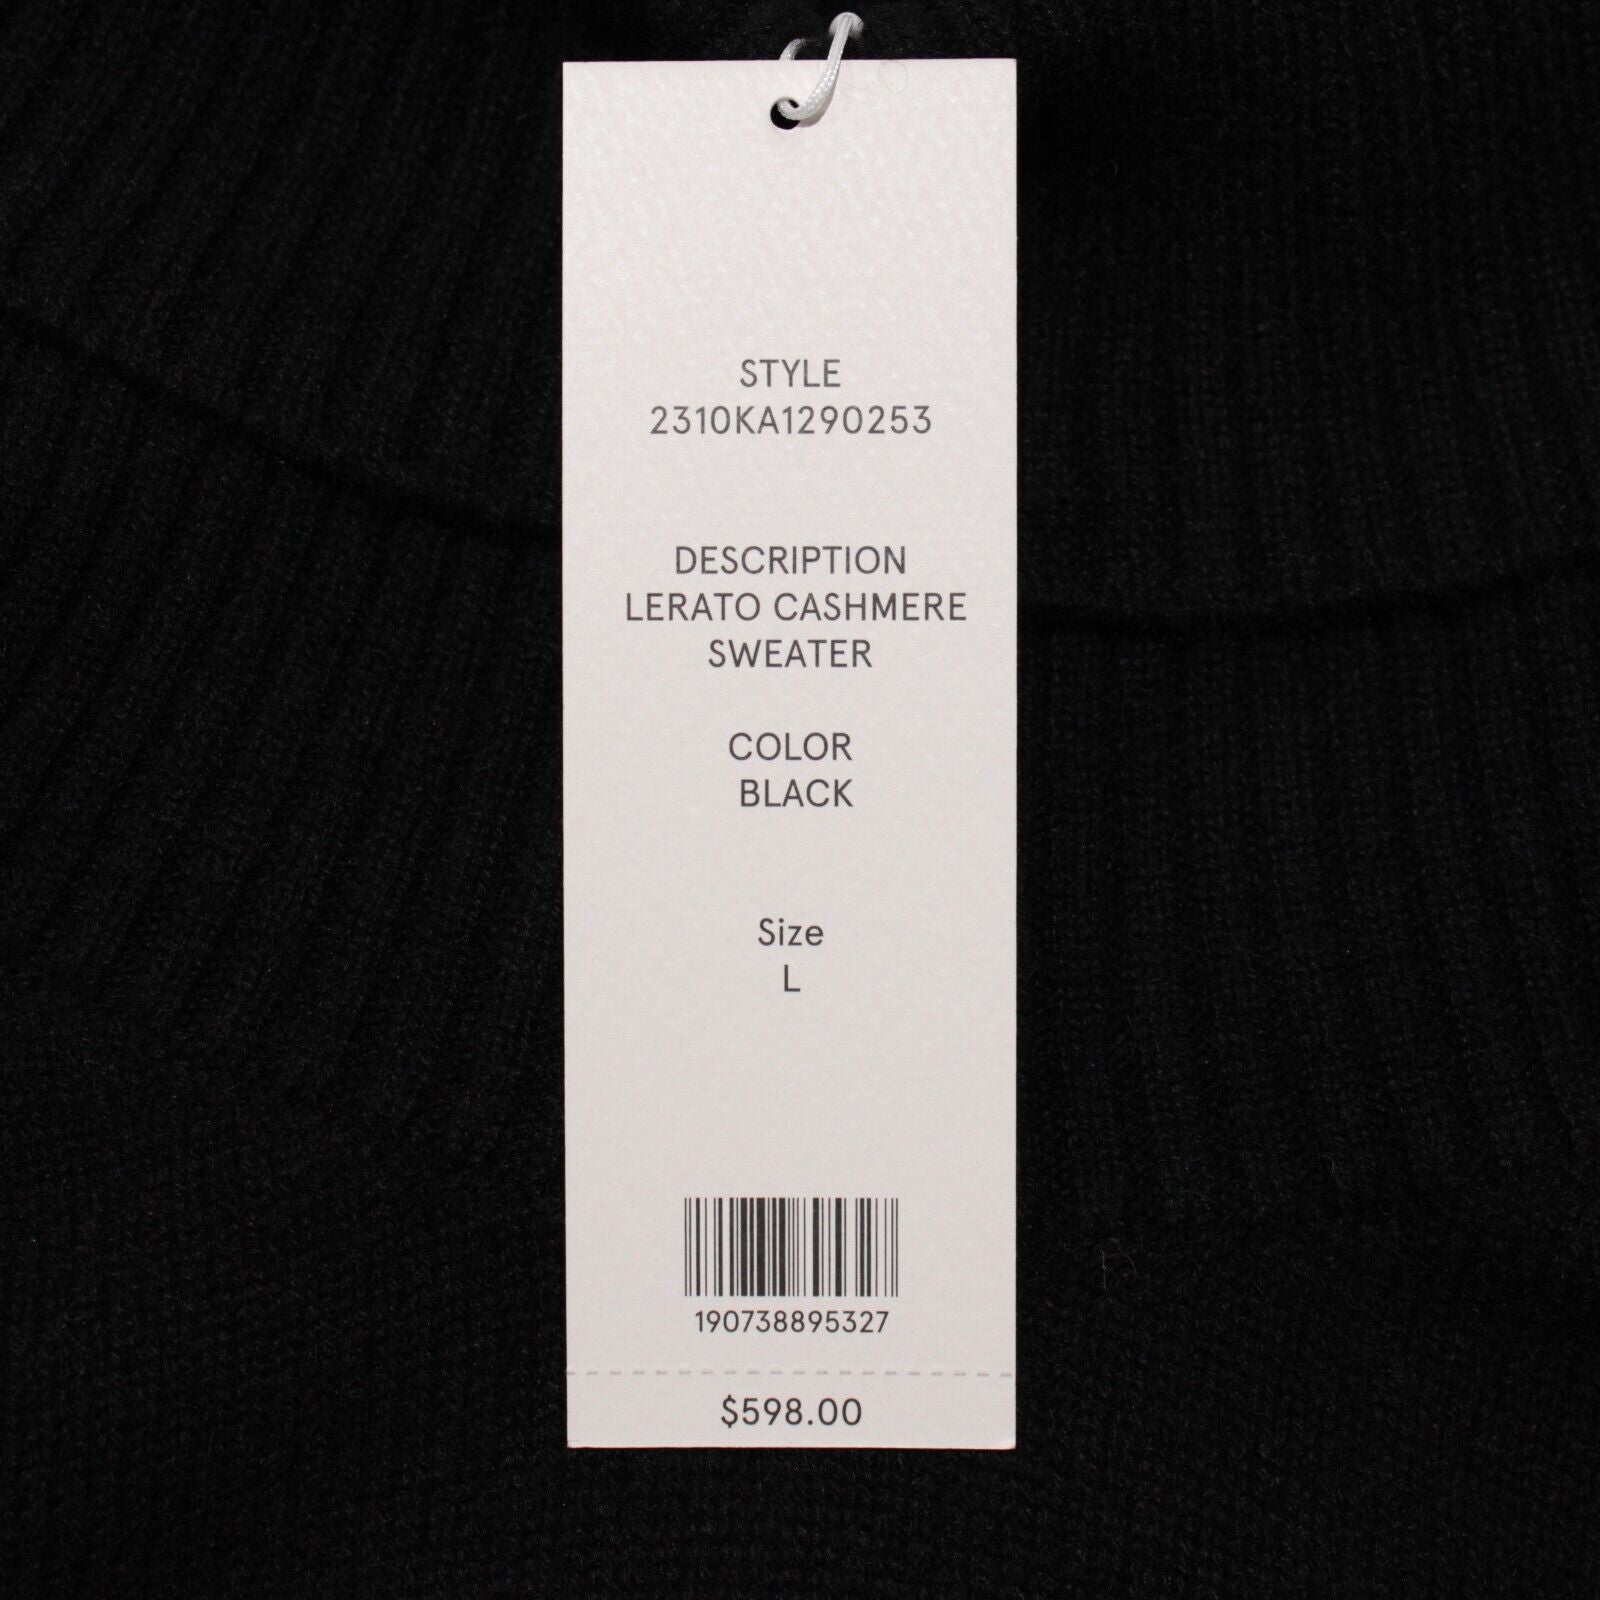 STYLE
2310KA1290253
DESCRIPTION
LERATO CASHMERE
SWEATER
COLOR
BLACK
Size
L
190738895327
$598.00